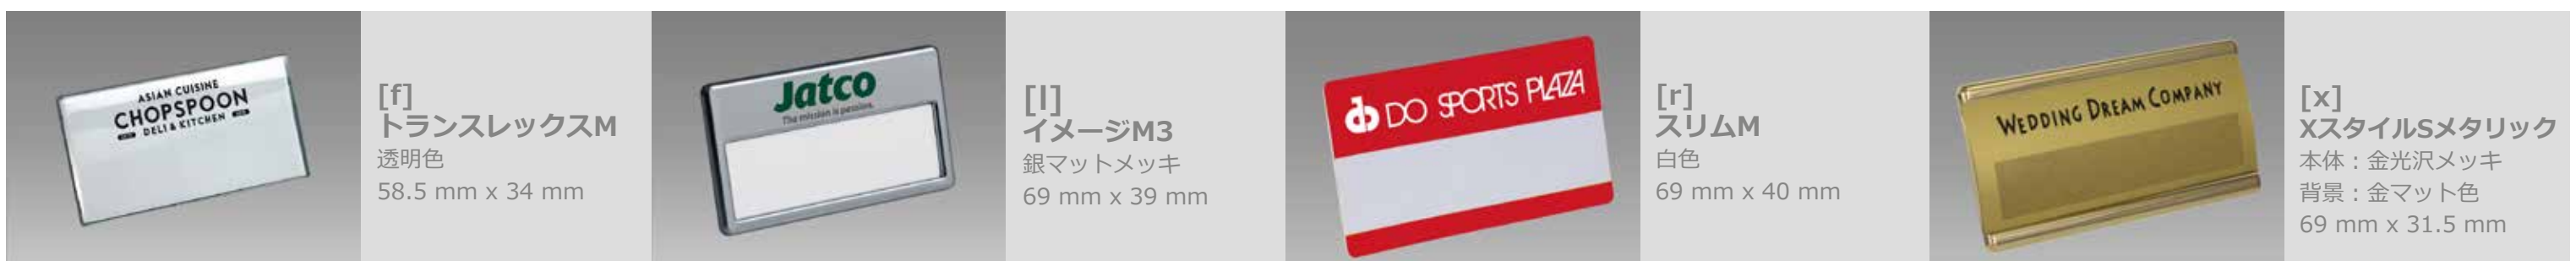 ASIAN CUISINE
CHOPSPOON
DELI & KITCHEN
[f]
トランスレックスM
透明色
58.5 mm x 34 mm
Jatco
The mission is passion.
[l]
イメージM3
銀マットメッキ
69 mm x 39 mm
DO SPORTS PLAZA
[r]
スリムM
白色
69 mm x 40 mm
WEDDING DREAM COMPANY
[x]
XスタイルSメタリック
本体：金光沢メッキ
背景：金マット色
69 mm x 31.5 mm